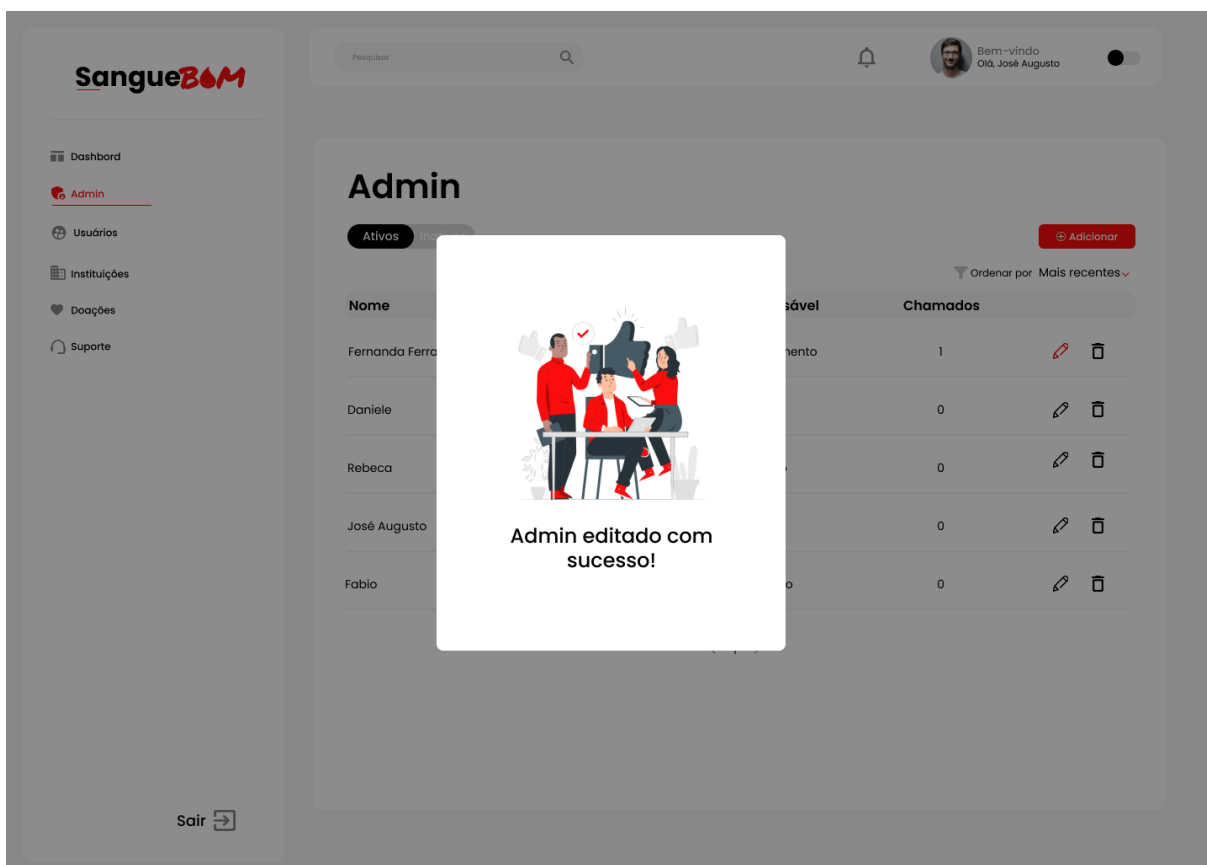 SangueBOM
Pesquisar
Bem-vindo
Olá, José Augusto
Dashbord
Admin
Usuários
Instituições
Doações
Suporte
Sair
Admin
Ativos
Adicionar
Ordenar por Mais recentes
Nome sável Chamados
Fernanda Ferra mento 1
Daniele 0
Rebeca 0
José Augusto 0
Fabio o 0
Admin editado com
sucesso!